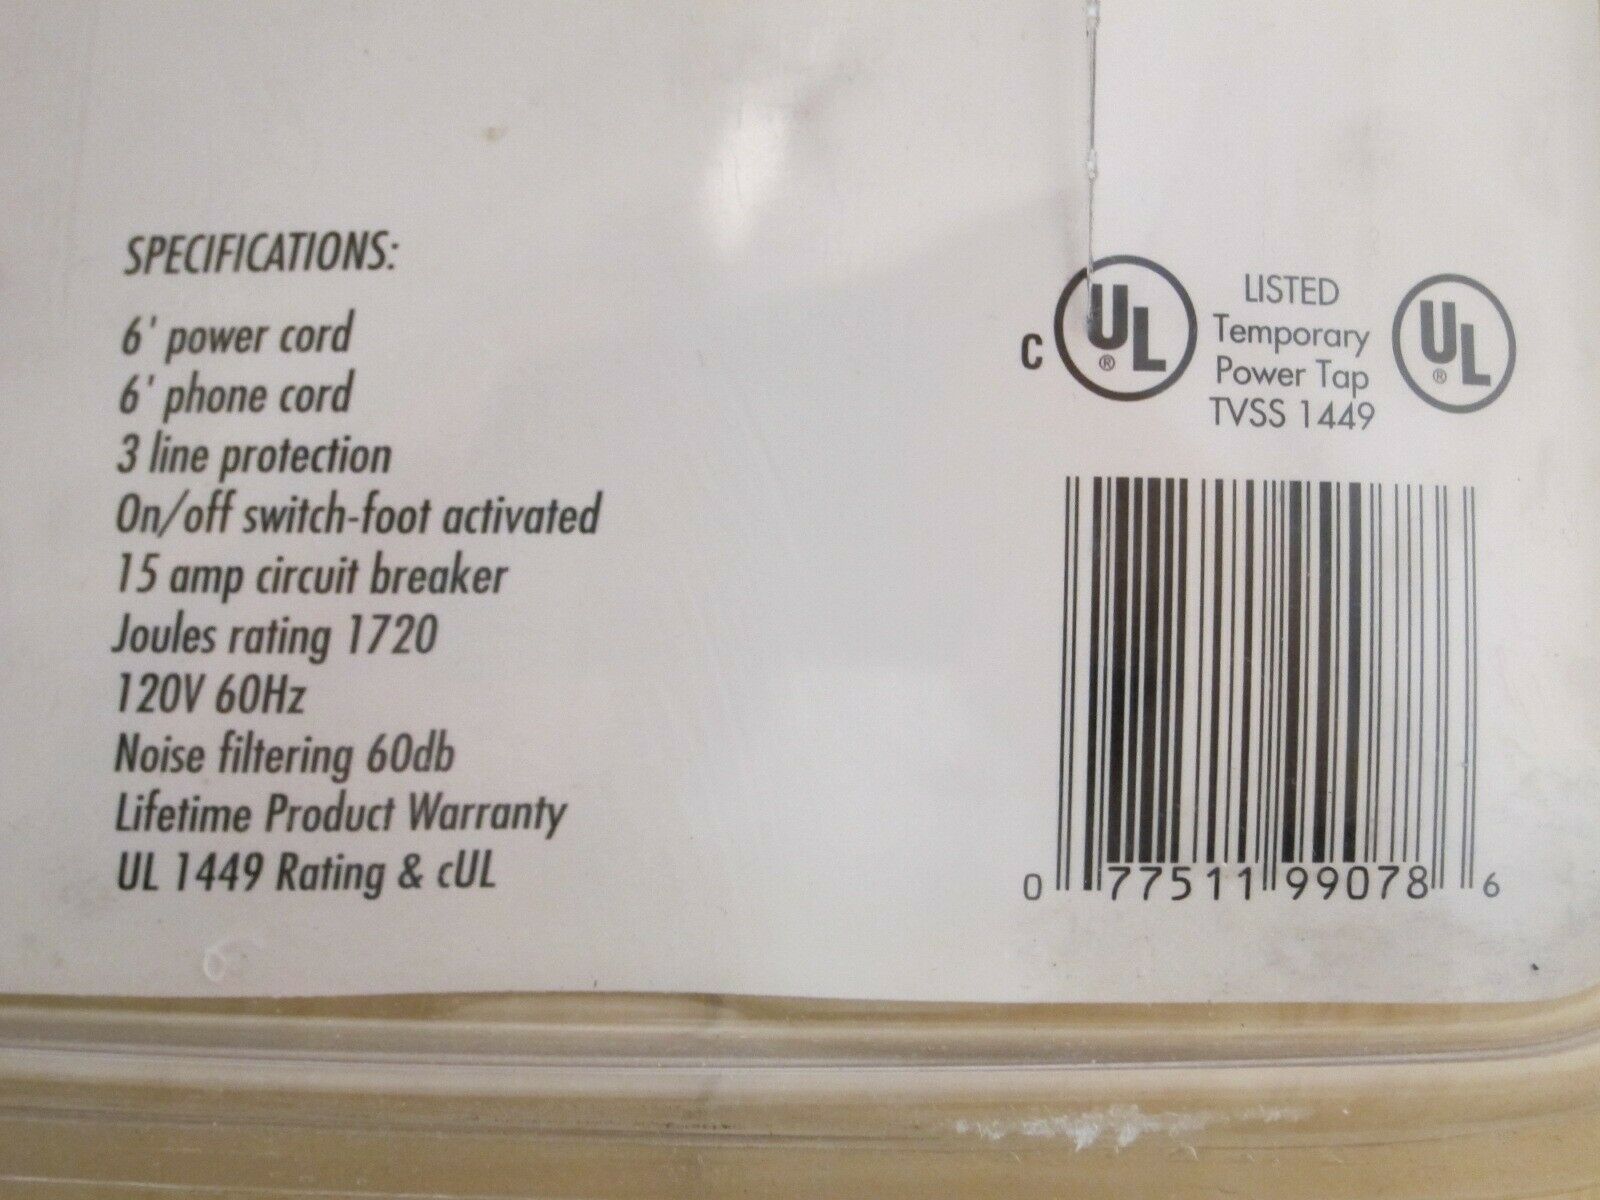 SPECIFICATIONS:
6' power cord
6' phone cord
3 line protection
On/off switch-foot activated
15 amp circuit breaker
Joules rating 1720
120V 60Hz
Noise filtering 60db
Lifetime Product Warranty
UL 1449 Rating & cUL
C UL ®
LISTED
Temporary
Power Tap
TVSS 1449
UL ®
0 77511 99078 6